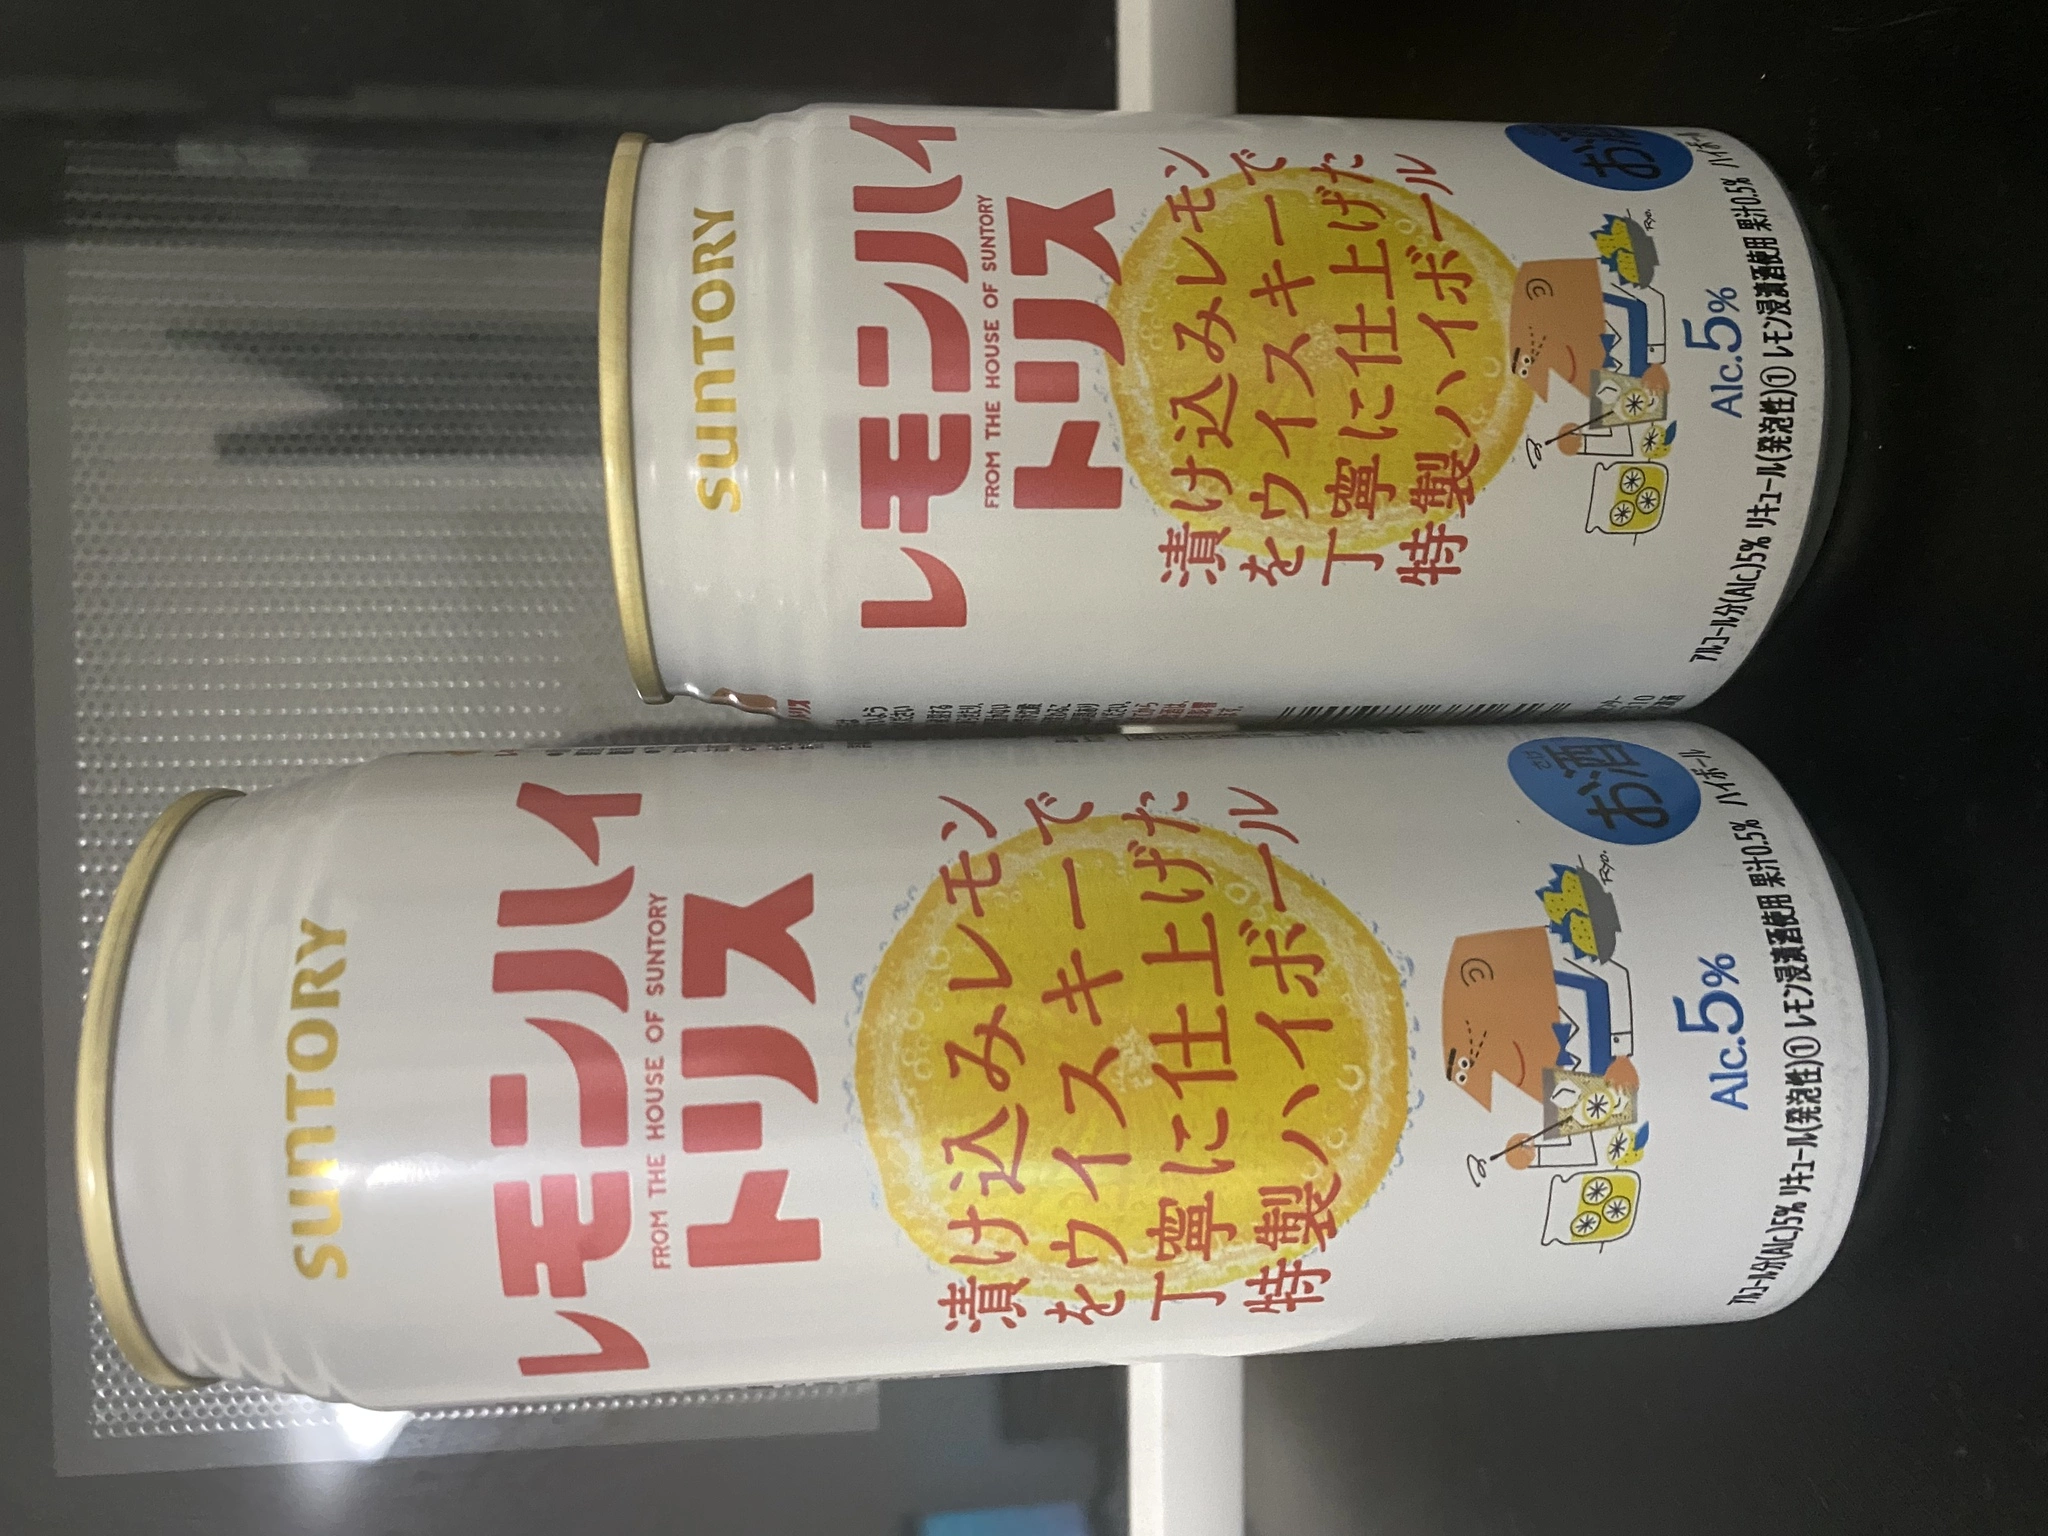 SUNTORY
レモンハイ
FROM THE HOUSE OF SUNTORY
トリス
漬け込みレモン
をウイスキーで
丁寧に仕上げた
特製ハイボール
Ryo.
お酒
Alc.5%
アルコール分(Alc.)5% リキュール(発泡性)① レモン浸漬酒使用 果汁0.5% ハイボール
SUNTORY
レモンハイ
FROM THE HOUSE OF SUNTORY
トリス
漬け込みレモン
をウイスキーで
丁寧に仕上げた
特製ハイボール
Ryo.
お酒
Alc.5%
アルコール分(Alc.)5% リキュール(発泡性)① レモン浸漬酒使用 果汁0.5% ハイボール